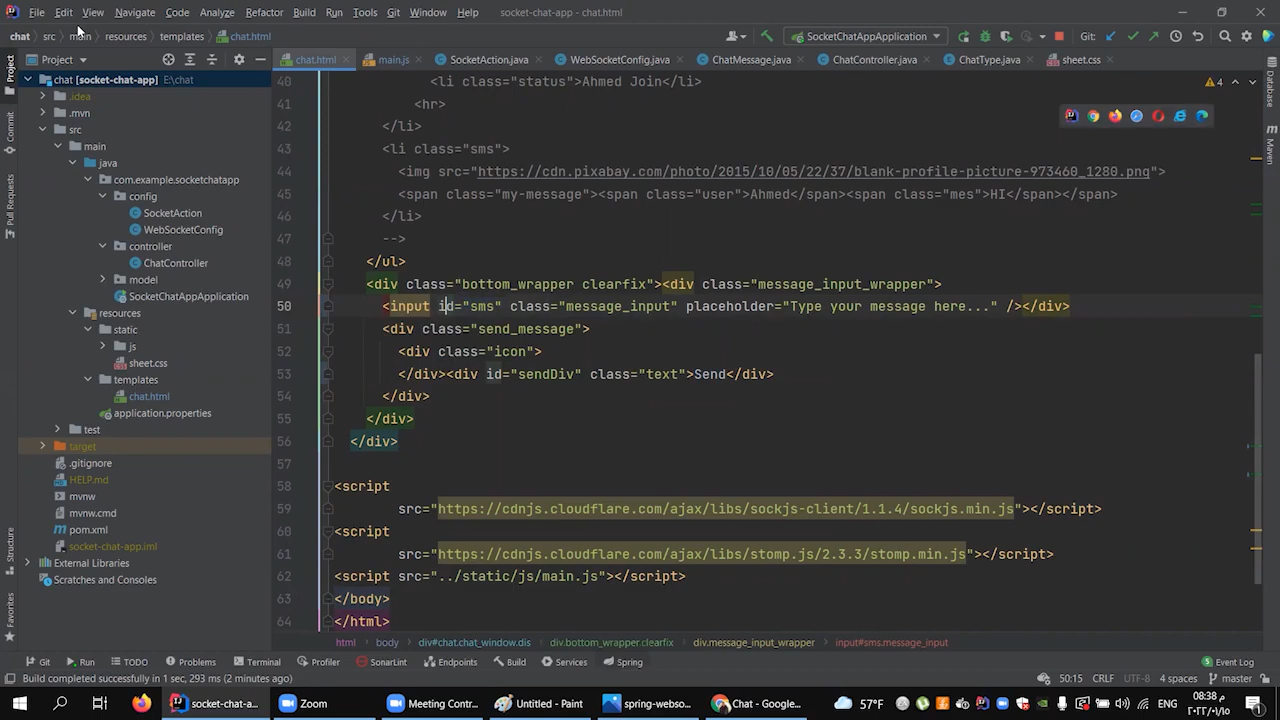 File Edit View Navigate Code Analyze Refactor Build Run Tools Git Window Help socket-chat-app - chat.html
chat src main resources templates chat.html SocketChatAppApplication Git:
Project chat.html main.js SocketAction.java WebSocketConfig.java ChatMessage.java ChatController.java ChatType.java sheet.css
chat [socket-chat-app] E:\chat
.idea
.mvn
src
main
java
com.example.socketchatapp
config
SocketAction
WebSocketConfig
controller
ChatController
model
SocketChatAppApplication
resources
static
js
sheet.css
templates
chat.html
application.properties
test
target
.gitignore
HELP.md
mvnw
mvnw.cmd
pom.xml
socket-chat-app.iml
External Libraries
Scratches and Consoles
Project
Commit
Pull Requests
Structure
Favorites
40 <li class="status">Ahmed Join</li>
41 <hr>
42 </li>
43 <li class="sms">
44 <img src="https://cdn.pixabay.com/photo/2015/10/05/22/37/blank-profile-picture-973460_1280.png">
45 <span class="my-message"><span class="user">Ahmed</span><span class="mes">HI</span></span>
46 </li>
47 -->
48 </ul>
49 <div class="bottom_wrapper clearfix"><div class="message_input_wrapper">
50 <input id="sms" class="message_input" placeholder="Type your message here..." /></div>
51 <div class="send_message">
52 <div class="icon">
53 </div><div id="sendDiv" class="text">Send</div>
54 </div>
55 </div>
56 </div>
57
58 <script
59 src="https://cdnjs.cloudflare.com/ajax/libs/sockjs-client/1.1.4/sockjs.min.js"></script>
60 <script
61 src="https://cdnjs.cloudflare.com/ajax/libs/stomp.js/2.3.3/stomp.min.js"></script>
62 <script src="../static/js/main.js"></script>
63 </body>
64 </html>
4
Database
Maven
html body div#chat.chat_window.dis div.bottom_wrapper.clearfix div.message_input_wrapper input#sms.message_input
Git Run TODO Problems Terminal Profiler SonarLint Endpoints Build Services Spring Event Log
Build completed successfully in 1 sec, 293 ms (2 minutes ago) 50:15 CRLF UTF-8 4 spaces master
socket-chat-a... Zoom Meeting Contr... Untitled - Paint spring-webso... Chat - Google... 57°F ENG 08:38 م